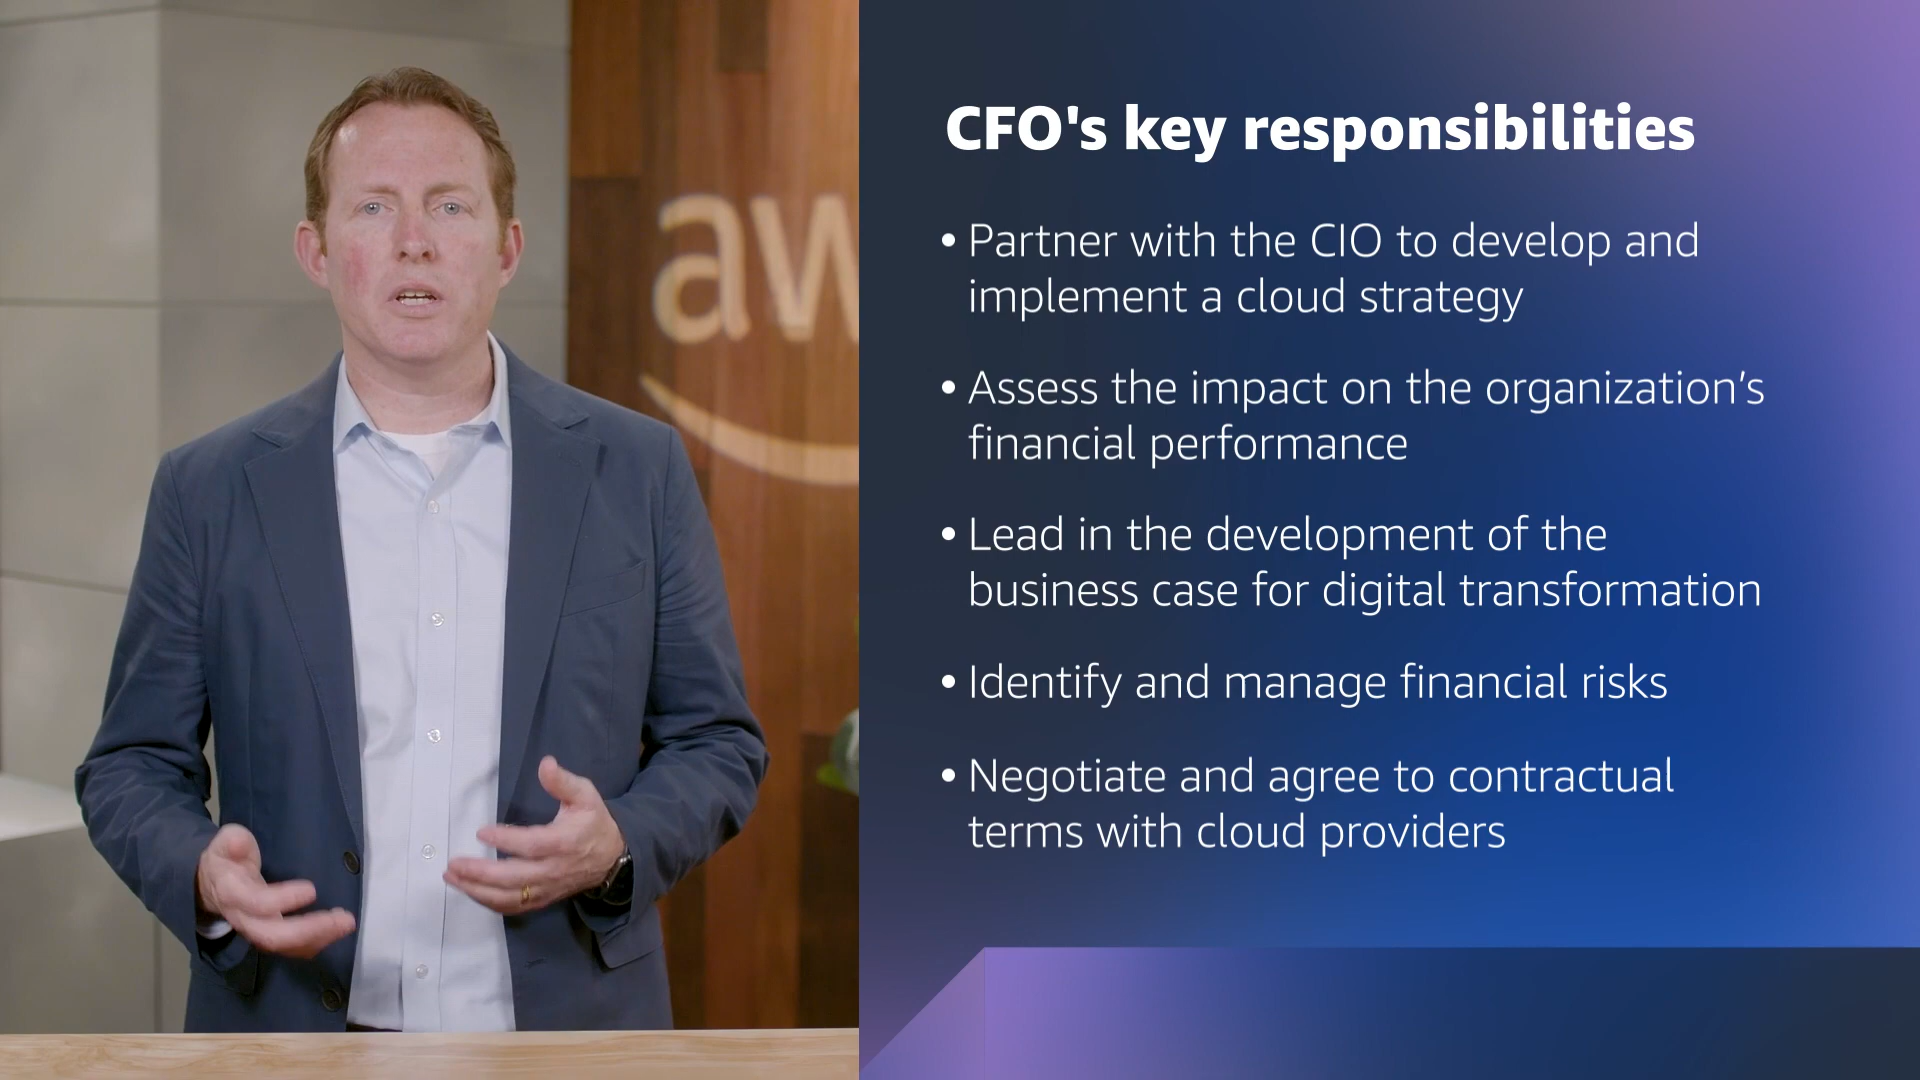 aw
CFO's key responsibilities
• Partner with the CIO to develop and
implement a cloud strategy
• Assess the impact on the organization’s
financial performance
• Lead in the development of the
business case for digital transformation
• Identify and manage financial risks
• Negotiate and agree to contractual
terms with cloud providers